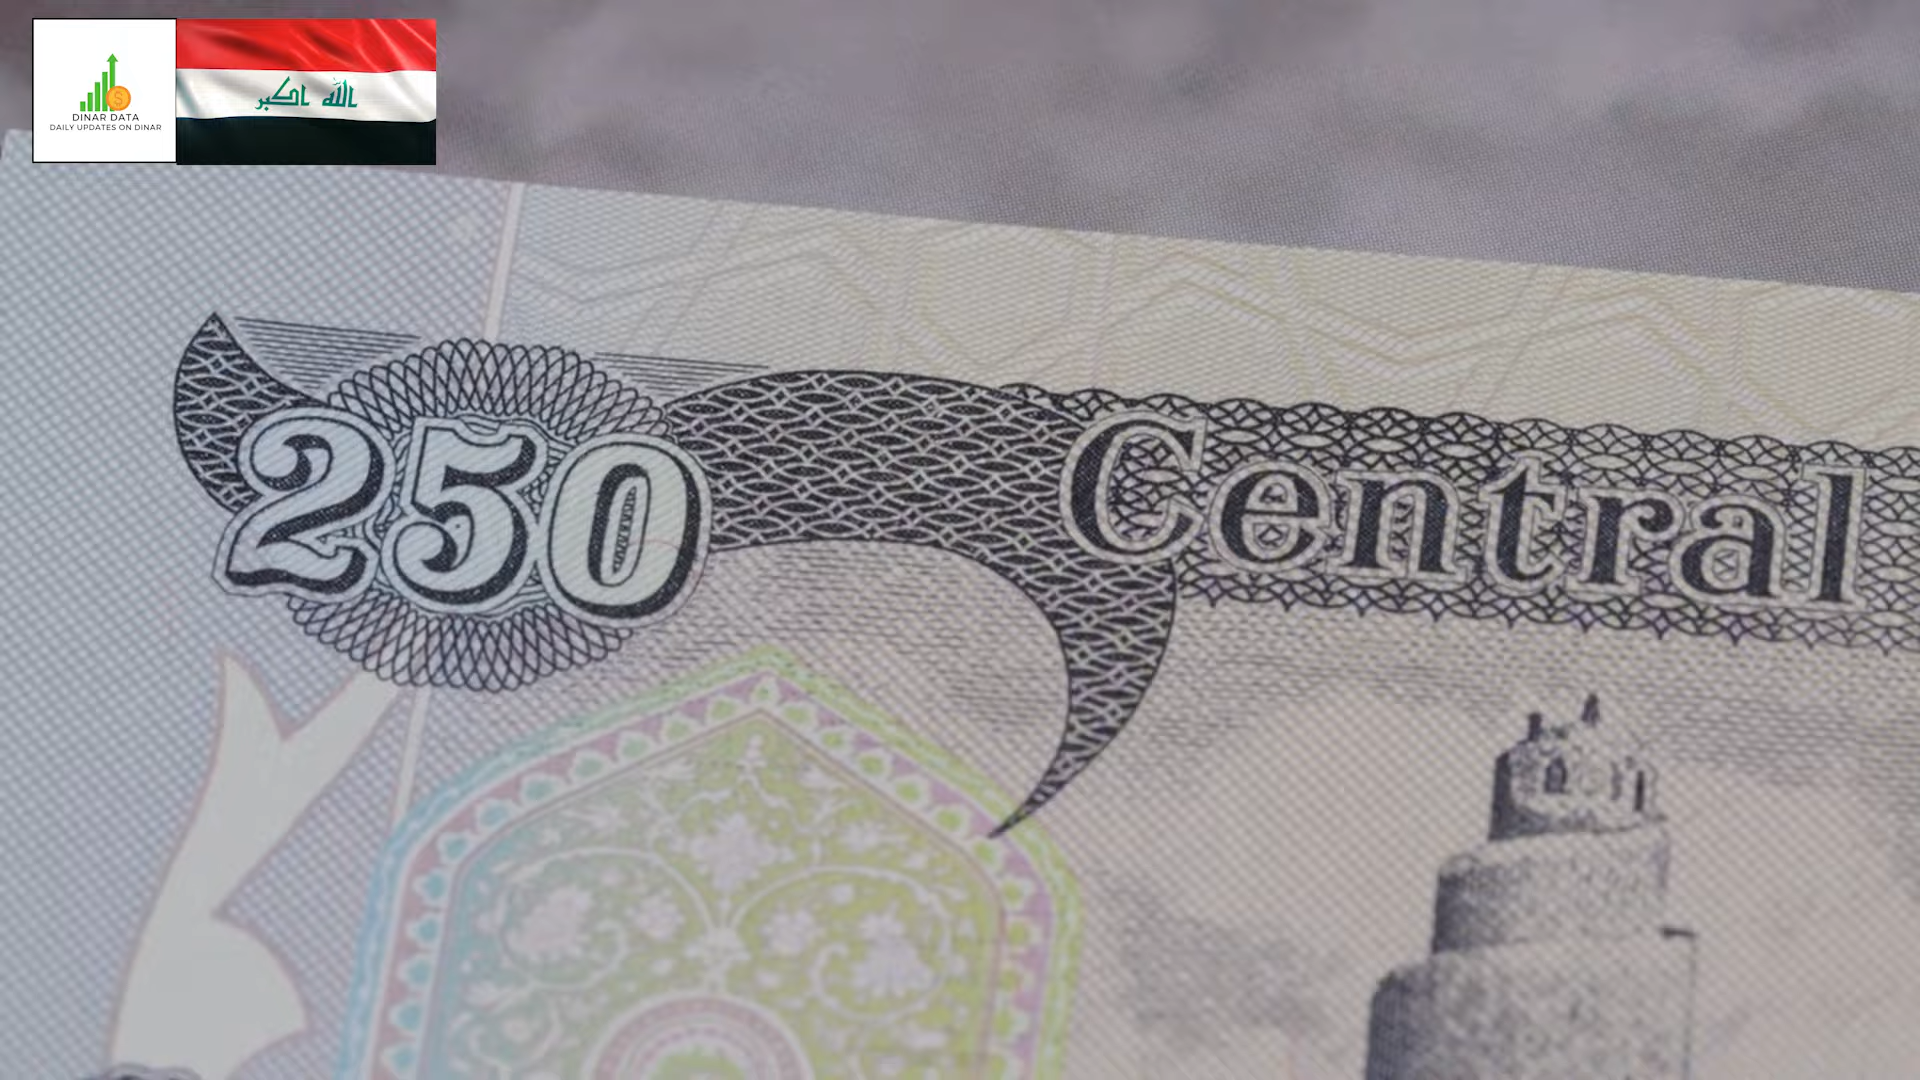 DINAR DATA
DAILY UPDATES ON DINAR
الله اكبر
250
Central